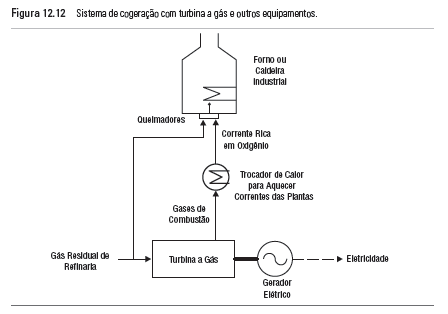 Figura 12.12 Sistema de cogeração com turbina a gás e outros equipamentos.
Forno ou
Caldeira
Industrial
Queimadores
Corrente Rica
em Oxigênio
Trocador de Calor
para Aquecer
Correntes das Plantas
Gases de
Combustão
Gás Residual de
Refinaria
Turbina a Gás
Eletricidade
Gerador
Elétrico